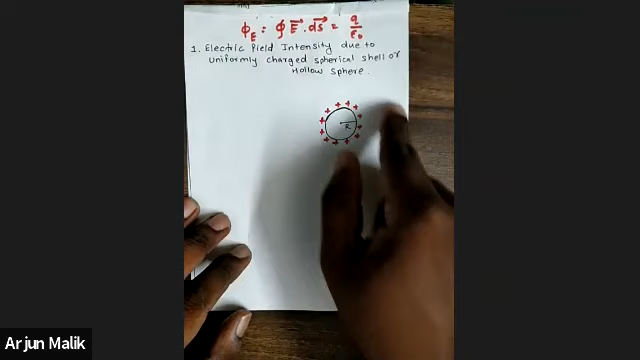 ϕE : ∮ E⃗ . ds⃗ = q/ε₀
1. Electric Field Intensity due to
uniformly charged spherical shell or
Hollow sphere.
R
Arjun Malik